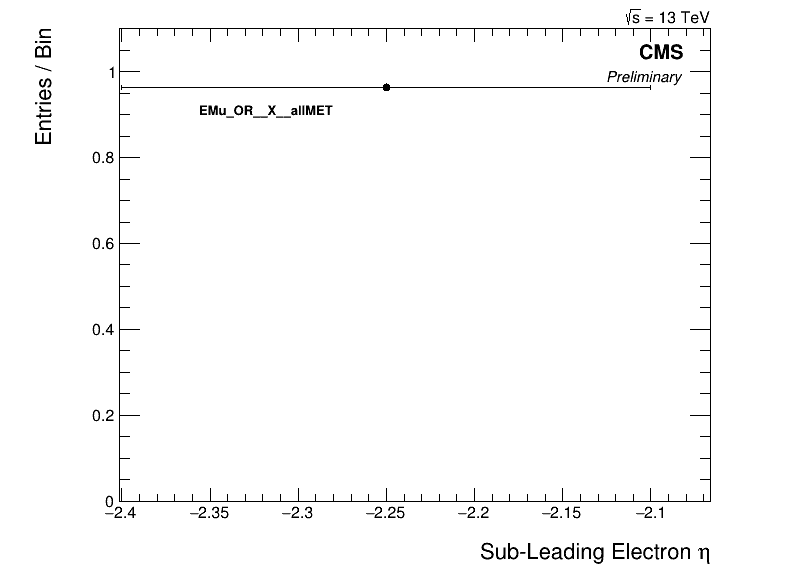 √s = 13 TeV
CMS
Preliminary
EMu_OR__X__allMET
Entries / Bin
1
0.8
0.6
0.4
0.2
0
−2.4 −2.35 −2.3 −2.25 −2.2 −2.15 −2.1
Sub-Leading Electron η